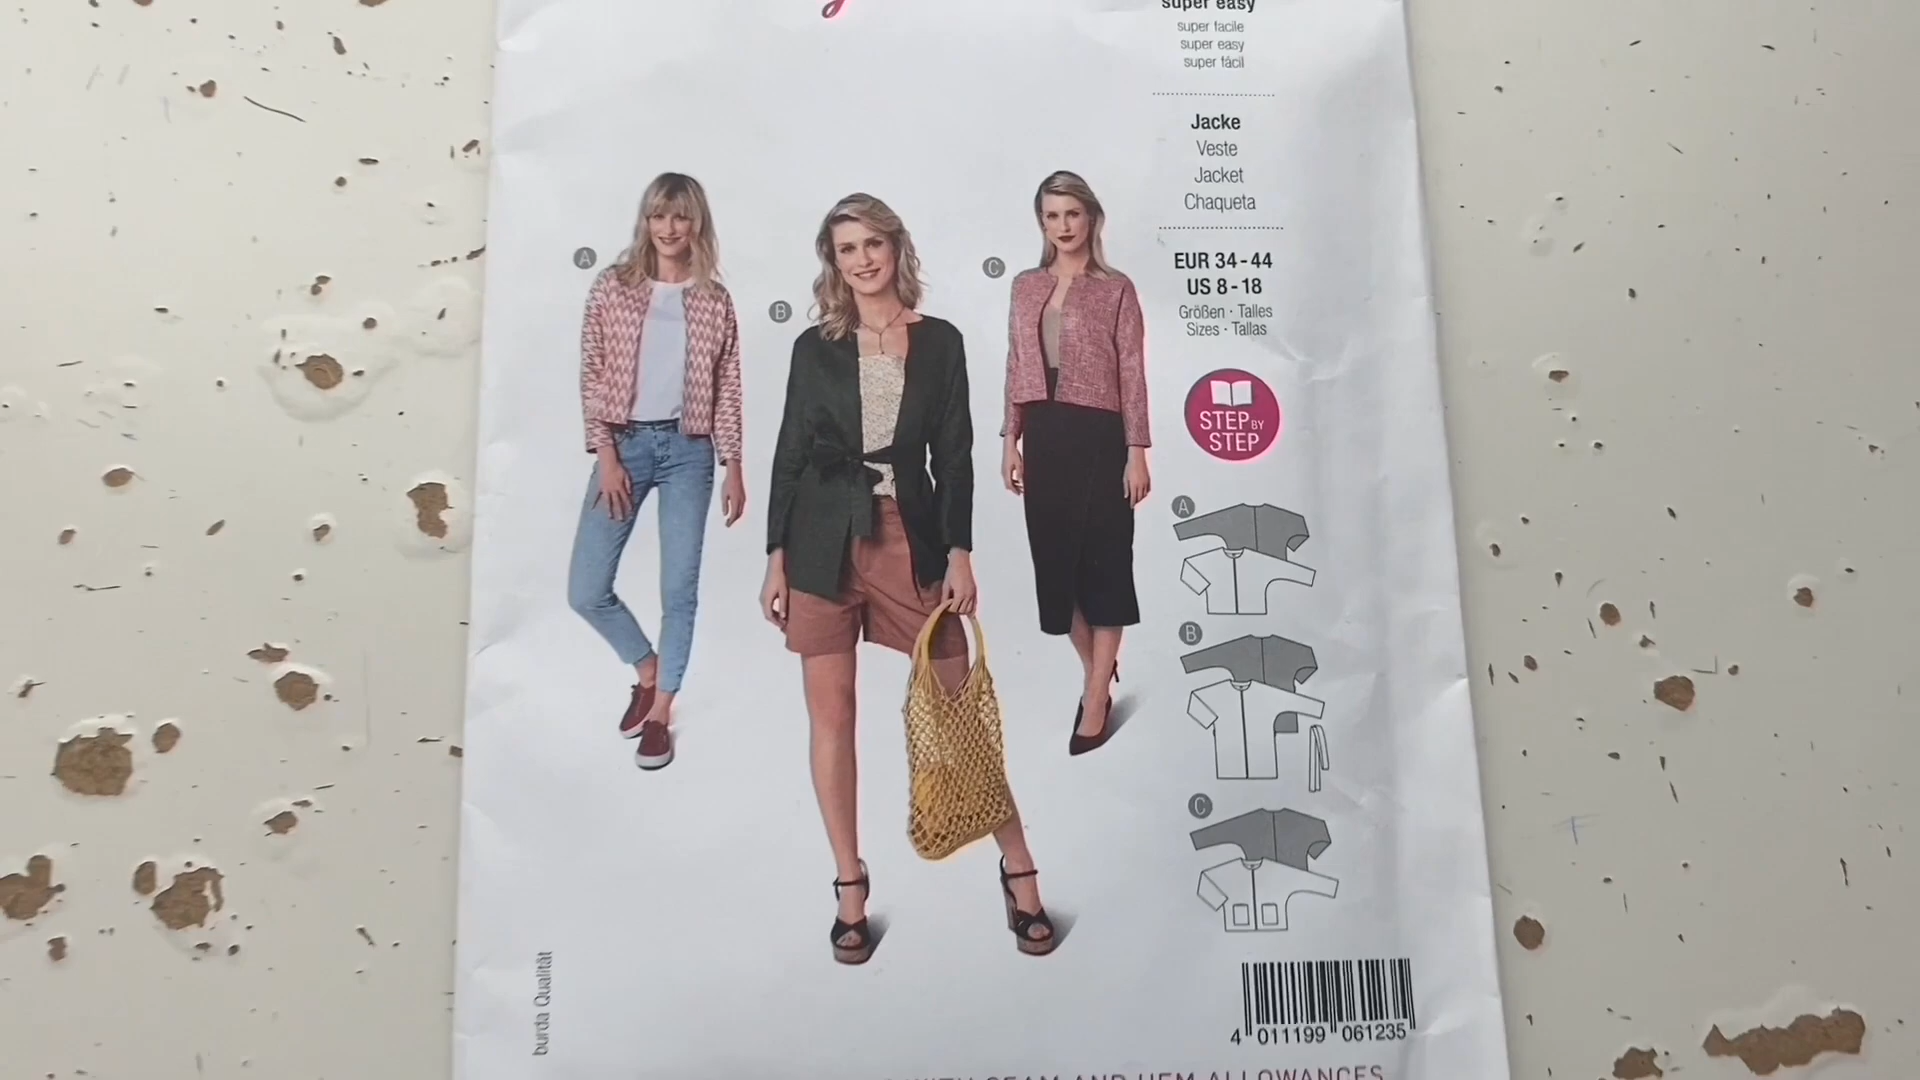 super easy
super facile
super easy
super fácil
Jacke
Veste
Jacket
Chaqueta
EUR 34 - 44
US 8 - 18
Größen · Talles
Sizes · Tallas
STEP BY
STEP
A
B
C
A
B
C
burda Qualität
4 011199 061235
WITH SEAM AND HEM ALLOWANCES